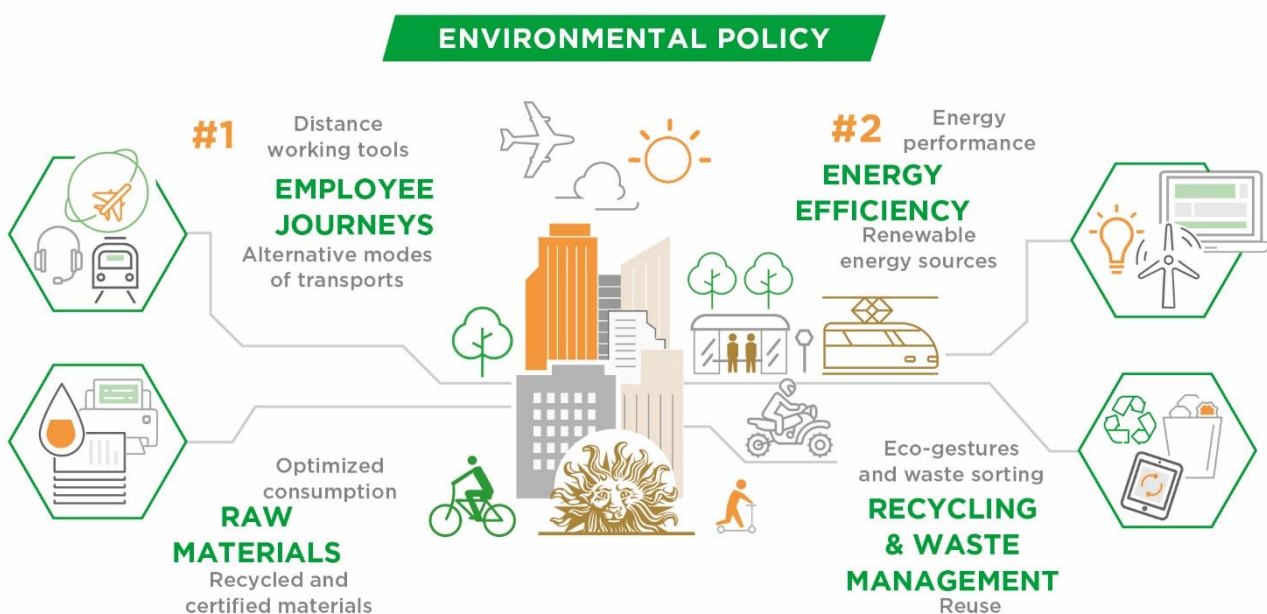 ENVIRONMENTAL POLICY
#1
Distance
working tools
EMPLOYEE
JOURNEYS
Alternative modes
of transports
#2
Energy
performance
ENERGY
EFFICIENCY
Renewable
energy sources
Optimized
consumption
RAW
MATERIALS
Recycled and
certified materials
Eco-gestures
and waste sorting
RECYCLING
& WASTE
MANAGEMENT
Reuse